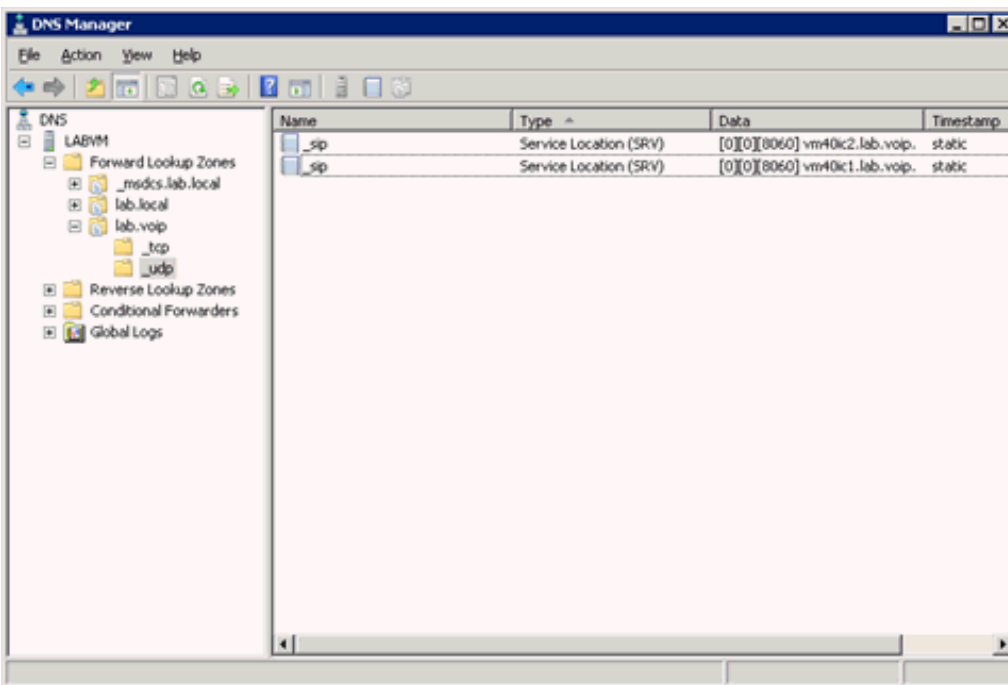 DNS Manager
File Action View Help
DNS
LABVM
Forward Lookup Zones
_msdcs.lab.local
lab.local
lab.voip
_tcp
_udp
Reverse Lookup Zones
Conditional Forwarders
Global Logs
Name Type Data Timestamp
_sip Service Location (SRV) [0][0][8060] vm40ic2.lab.voip. static
_sip Service Location (SRV) [0][0][8060] vm40ic1.lab.voip. static